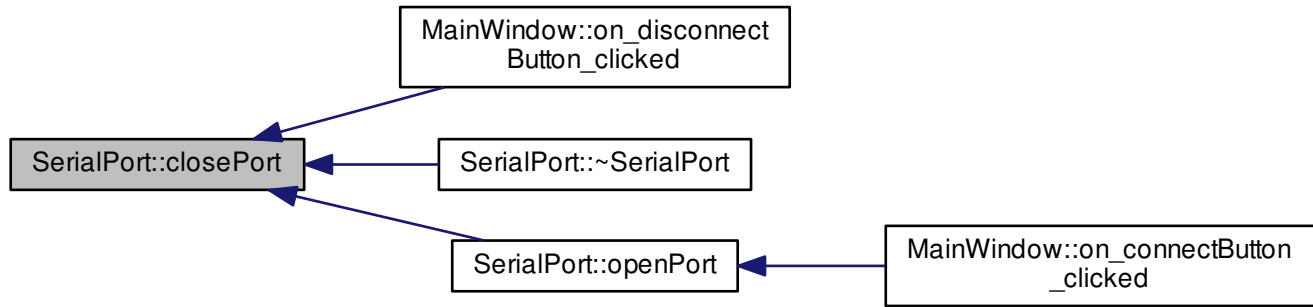 MainWindow::on_disconnect
Button_clicked
SerialPort::closePort
SerialPort::~SerialPort
SerialPort::openPort
MainWindow::on_connectButton
_clicked